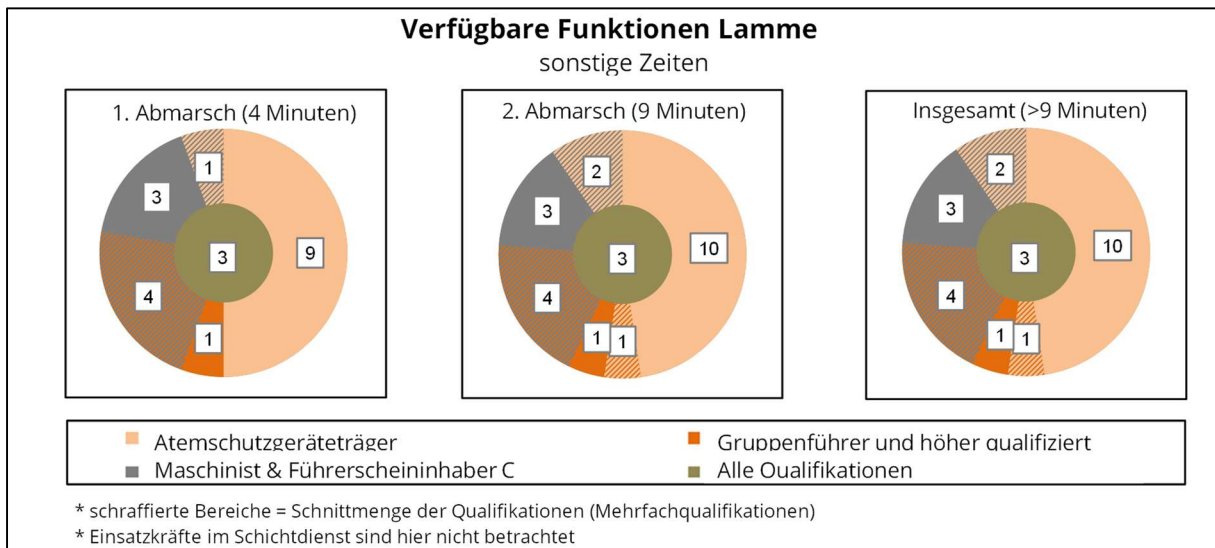 Verfügbare Funktionen Lamme
sonstige Zeiten
1. Abmarsch (4 Minuten)
1
3
3
9
4
1
2. Abmarsch (9 Minuten)
2
3
3
10
4
1
1
Insgesamt (>9 Minuten)
2
3
3
10
4
1
1
Atemschutzgeräteträger
Gruppenführer und höher qualifiziert
Maschinist & Führerscheininhaber C
Alle Qualifikationen
* schraffierte Bereiche = Schnittmenge der Qualifikationen (Mehrfachqualifikationen)
* Einsatzkräfte im Schichtdienst sind hier nicht betrachtet